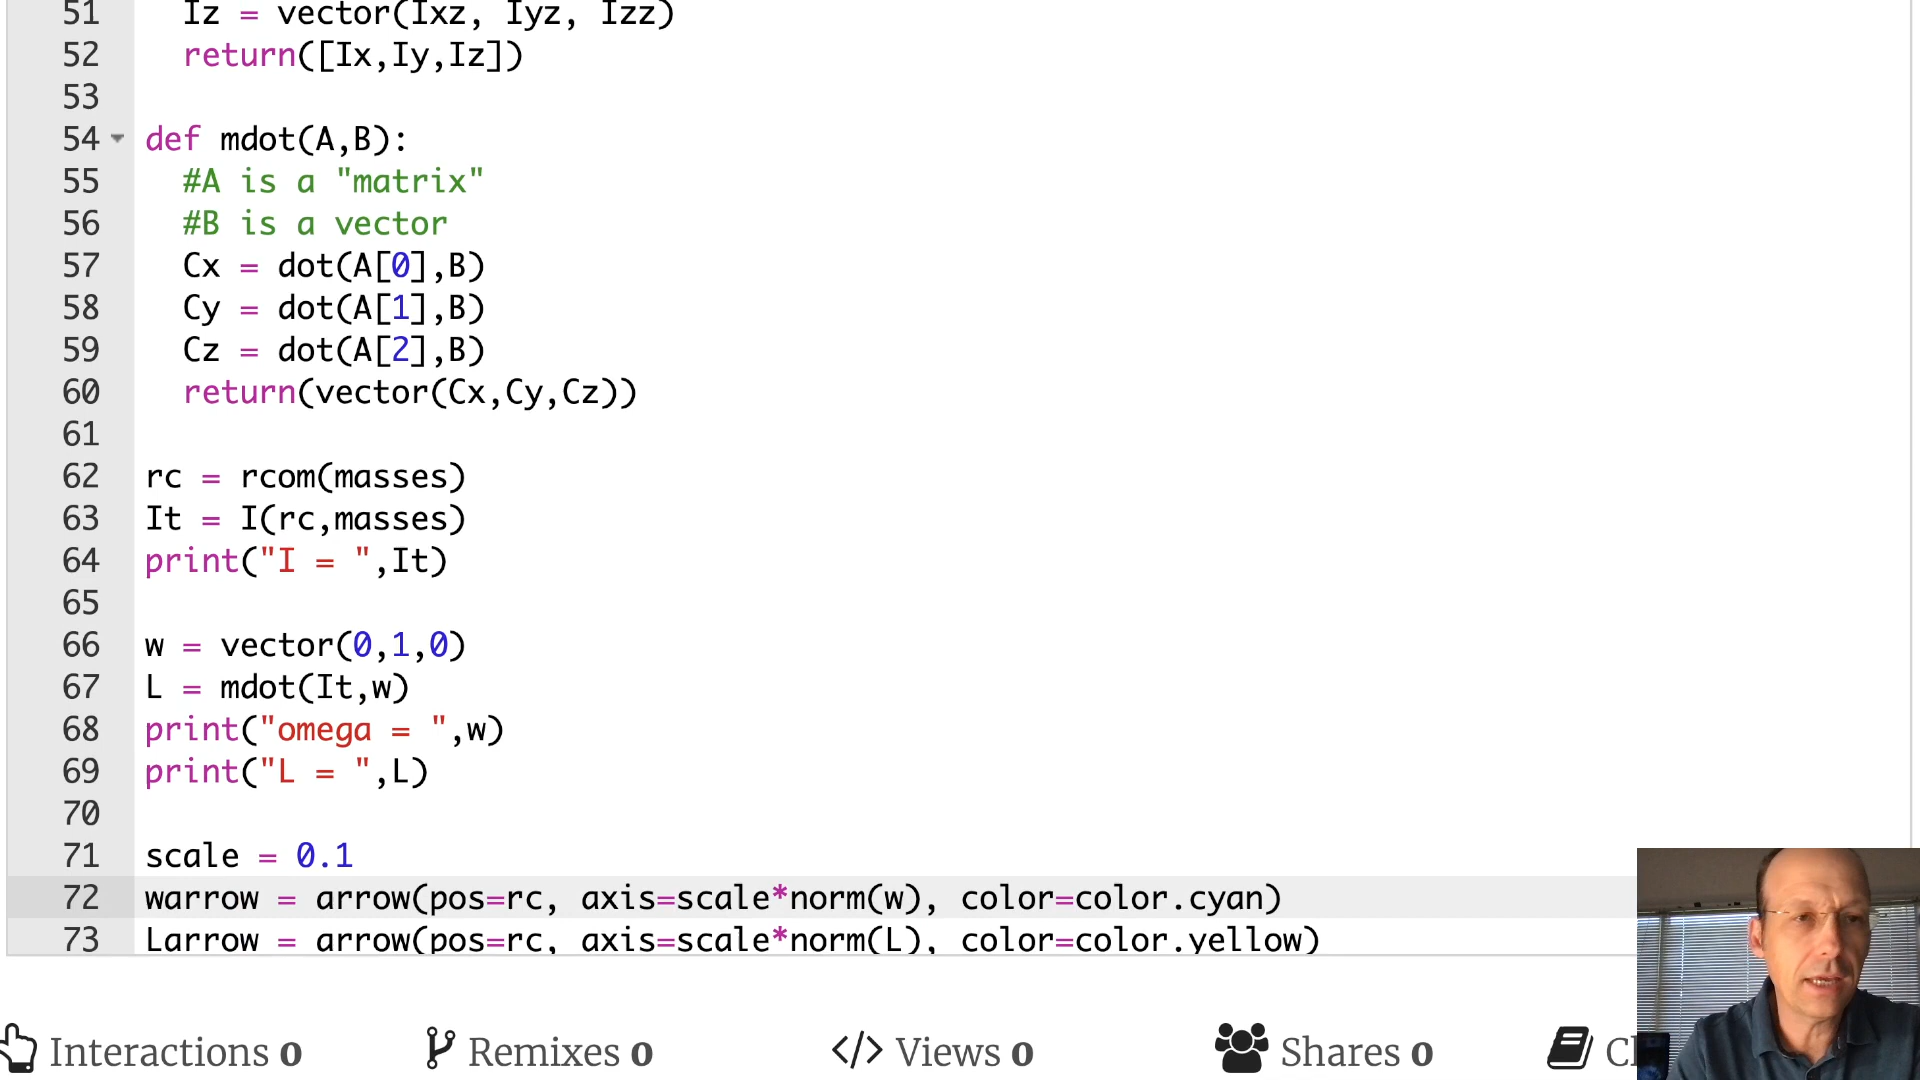 51 Iz = vector(Ixz, Iyz, Izz)
52 return([Ix,Iy,Iz])
53
54 def mdot(A,B):
55 #A is a "matrix"
56 #B is a vector
57 Cx = dot(A[0],B)
58 Cy = dot(A[1],B)
59 Cz = dot(A[2],B)
60 return(vector(Cx,Cy,Cz))
61
62 rc = rcom(masses)
63 It = I(rc,masses)
64 print("I = ",It)
65
66 w = vector(0,1,0)
67 L = mdot(It,w)
68 print("omega = ",w)
69 print("L = ",L)
70
71 scale = 0.1
72 warrow = arrow(pos=rc, axis=scale*norm(w), color=color.cyan)
73 Larrow = arrow(pos=rc, axis=scale*norm(L), color=color.yellow)
Interactions 0 Remixes 0 </> Views 0 Shares 0